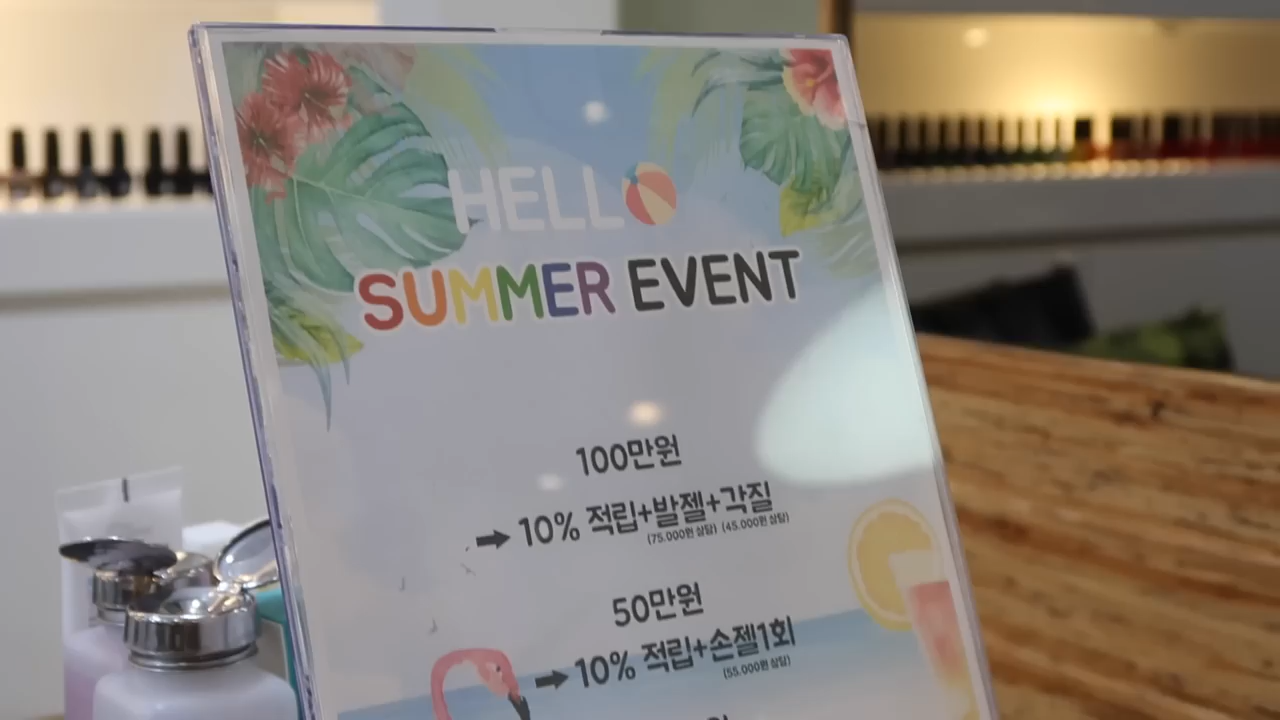 HELLO
SUMMER EVENT
100만원
➡ 10% 적립+발젤+각질
(75.000원 상당) (45.000원 상당)
50만원
➡ 10% 적립+손젤1회
(55.000원 상당)